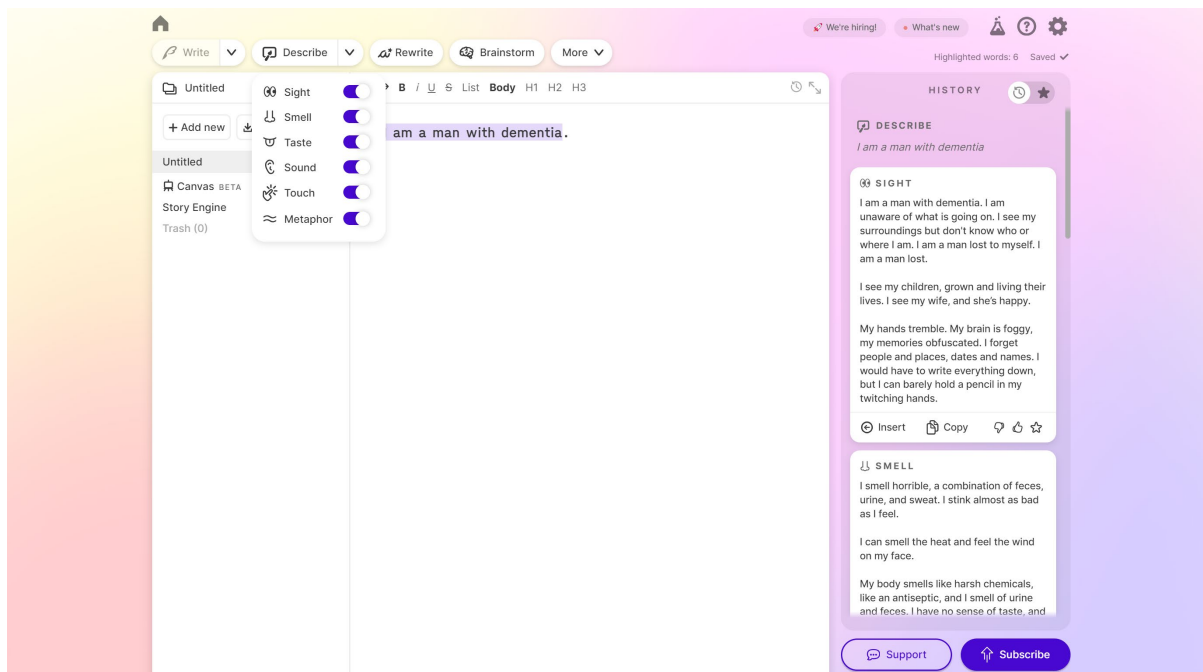 We're hiring!
What's new
Write
Describe
Rewrite
Brainstorm
More
Highlighted words: 6 Saved
Untitled
B i U S List Body H1 H2 H3
+ Add new
Untitled
Canvas BETA
Story Engine
Trash (0)
Sight
Smell
Taste
Sound
Touch
Metaphor
am a man with dementia.
HISTORY
DESCRIBE
I am a man with dementia
SIGHT
I am a man with dementia. I am
unaware of what is going on. I see my
surroundings but don't know who or
where I am. I am a man lost to myself. I
am a man lost.
I see my children, grown and living their
lives. I see my wife, and she's happy.
My hands tremble. My brain is foggy,
my memories obfuscated. I forget
people and places, dates and names. I
would have to write everything down,
but I can barely hold a pencil in my
twitching hands.
Insert
Copy
SMELL
I smell horrible, a combination of feces,
urine, and sweat. I stink almost as bad
as I feel.
I can smell the heat and feel the wind
on my face.
My body smells like harsh chemicals,
like an antiseptic, and I smell of urine
and feces. I have no sense of taste, and
Support
Subscribe